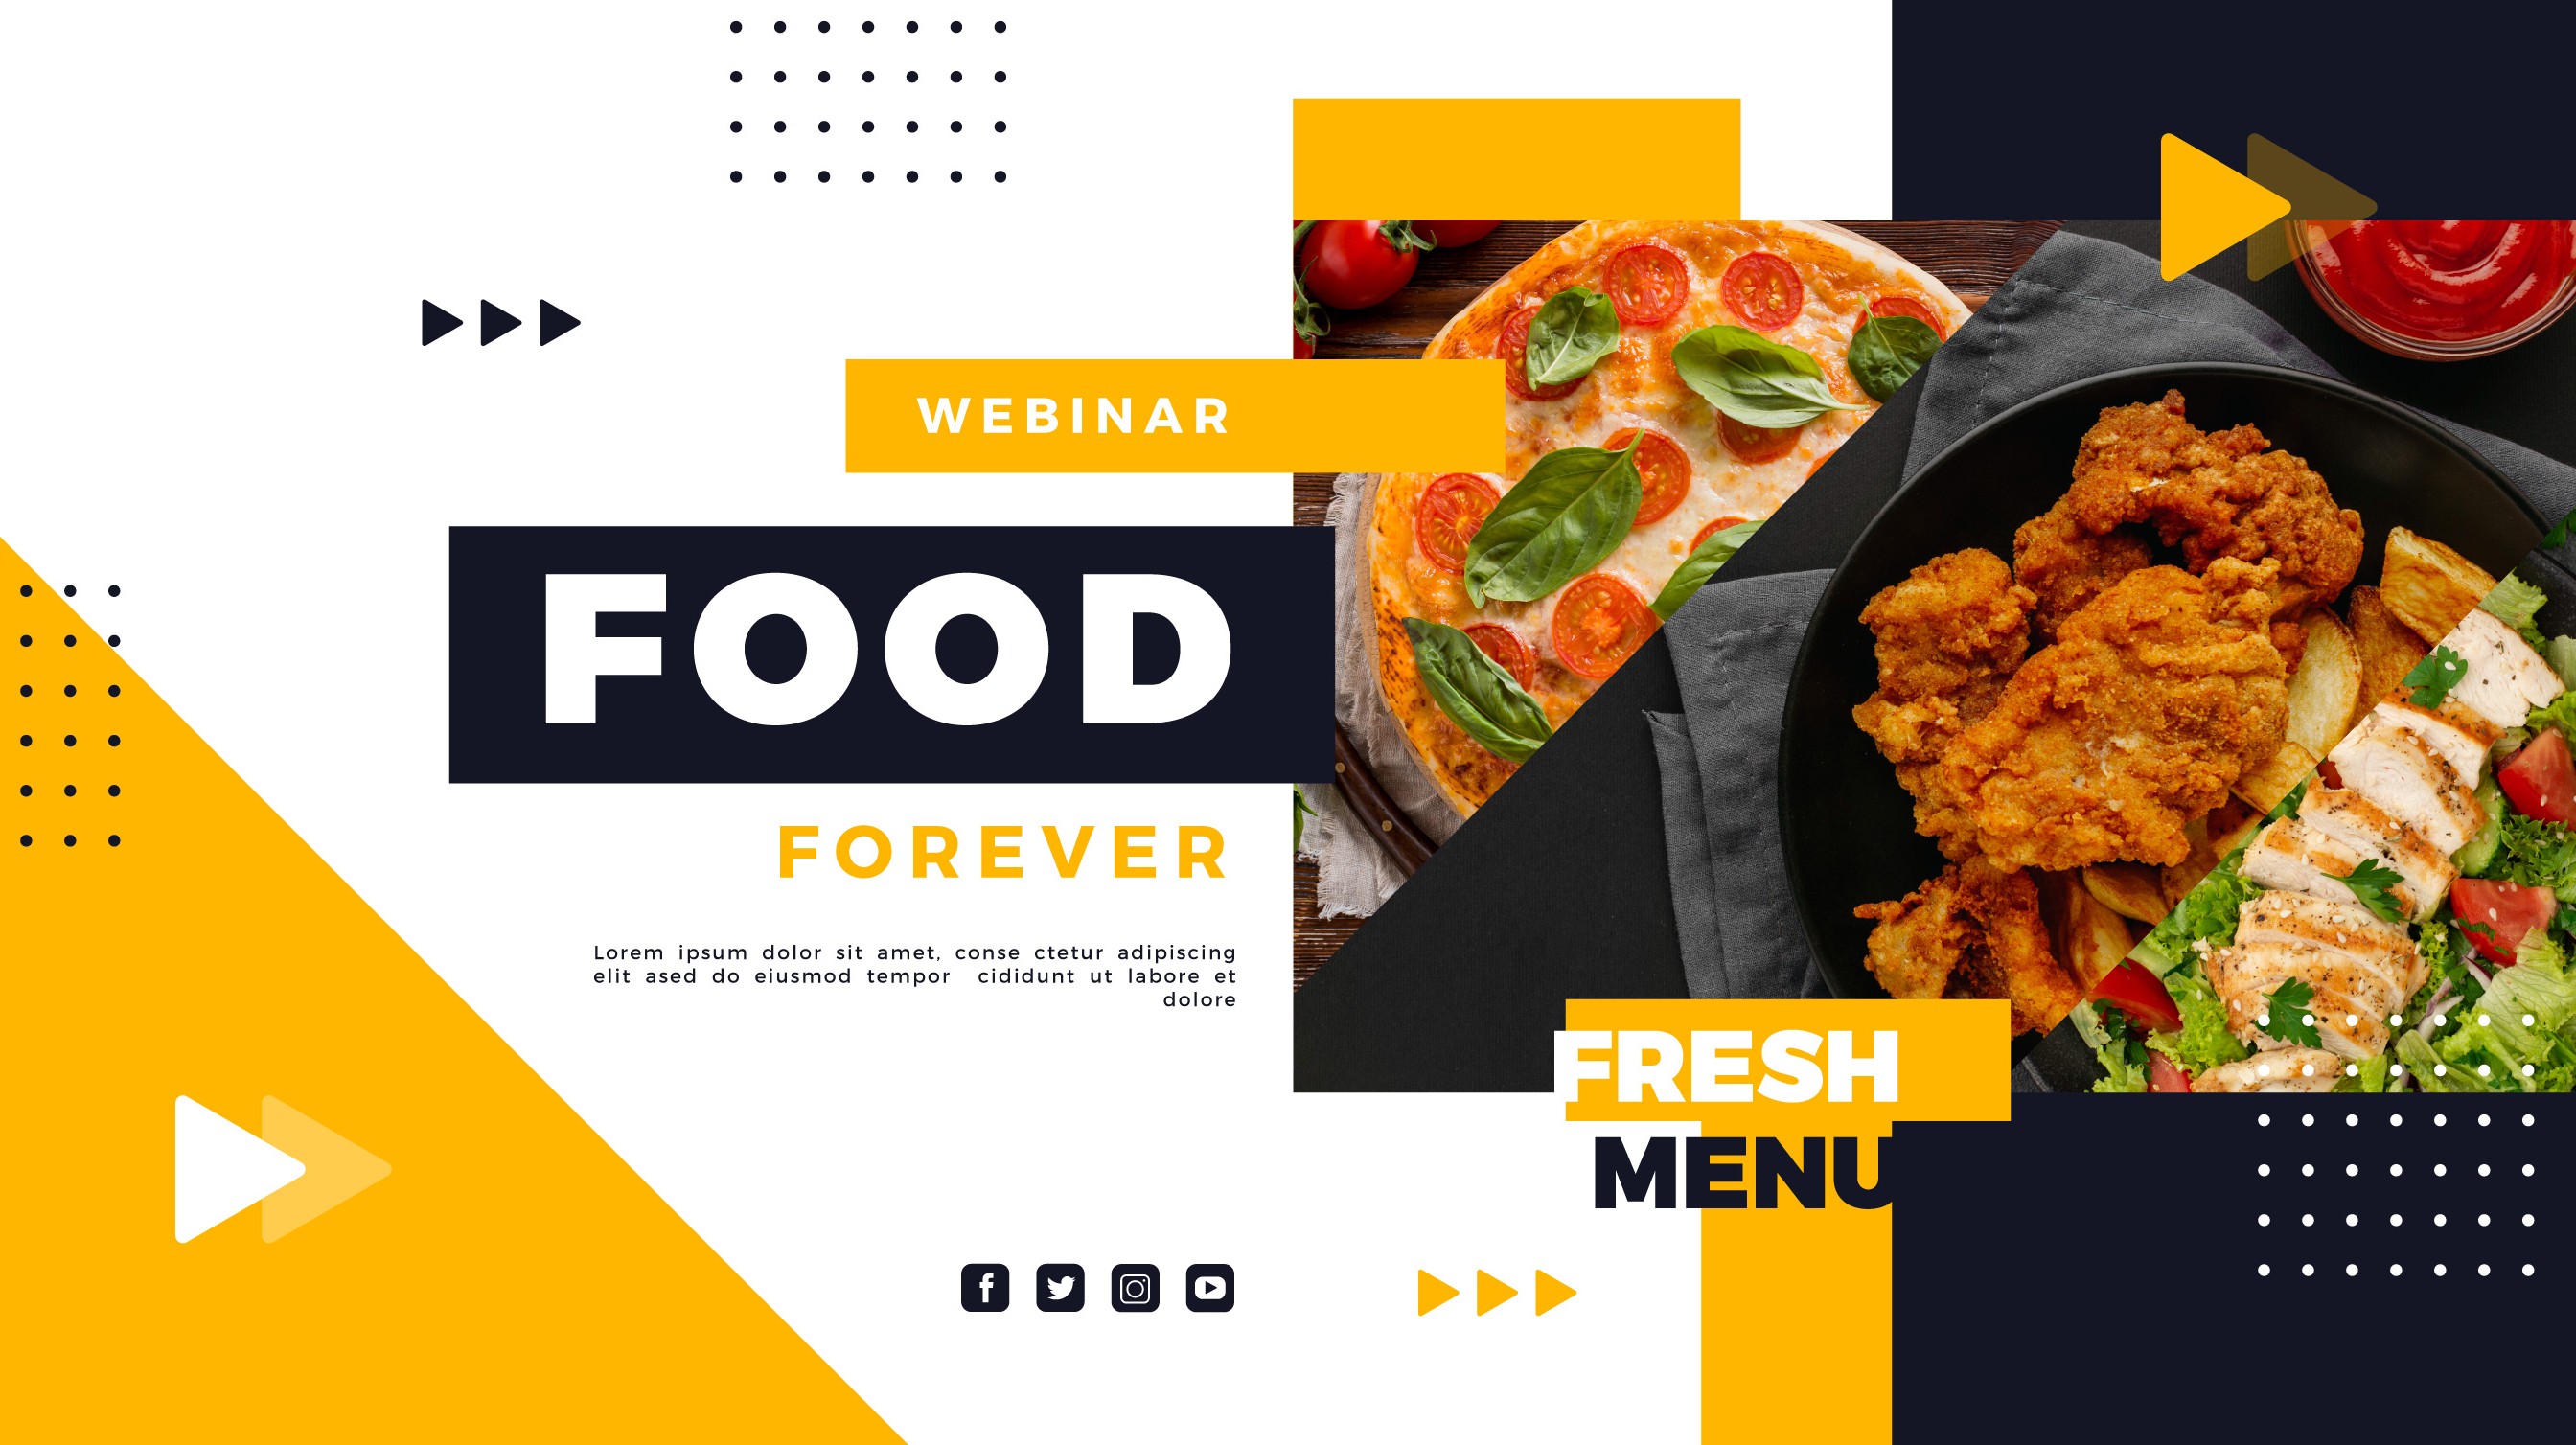 WEBINAR
FOOD
FOREVER
Lorem ipsum dolor sit amet, conse ctetur adipiscing
elit ased do eiusmod tempor cididunt ut labore et
dolore
FRESH
MENU